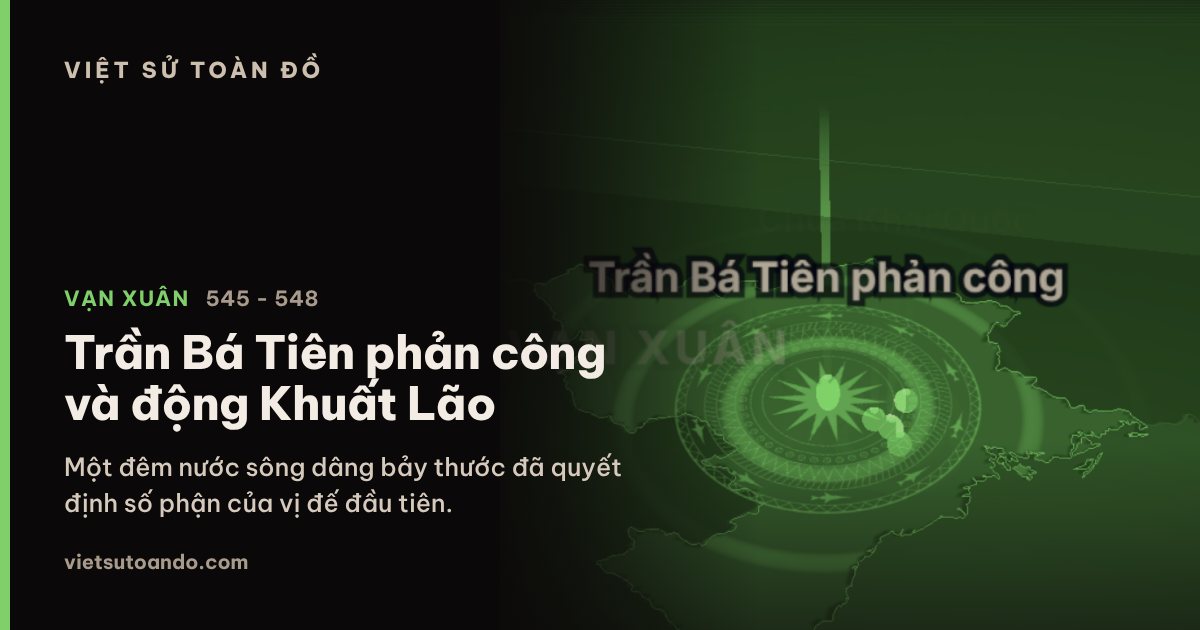 VIỆT SỬ TOÀN ĐỒ
VẠN XUÂN 545 - 548
Trần Bá Tiên phản công
và động Khuất Lão
Một đêm nước sông dâng bảy thước đã quyết
định số phận của vị đế đầu tiên.
vietsutoando.com
Trần Bá Tiên phản công
XUÂN